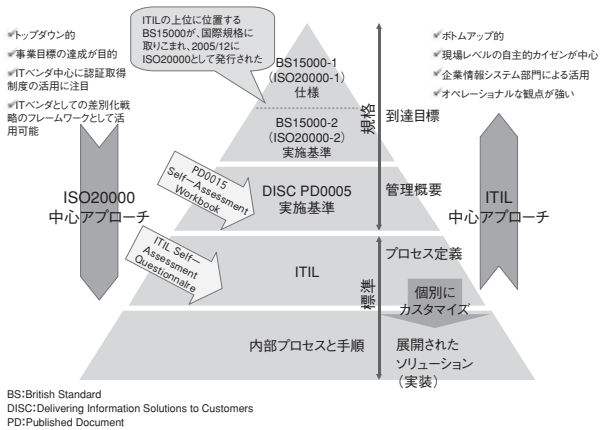 ✔トップダウン的
✔事業目標の達成が目的
✔ITベンダ中心に認証取得
制度の活用に注目
✔ITベンダとしての差別化戦
略のフレームワークとして活
用可能
ITILの上位に位置する
BS15000が、国際規格に
取りこまれ、2005/12に
ISO20000として発行された
✔ボトムアップ的
✔現場レベルの自主的カイゼンが中心
✔企業情報システム部門による活用
✔オペレーショナルな観点が強い
BS15000-1
(ISO20000-1)
仕様
BS15000-2
(ISO20000-2)
実施基準
規格
到達目標
PD0015
Self-Assessment
Workbook
DISC PD0005
実施基準
管理概要
ISO20000
中心アプローチ
ITIL
中心アプローチ
ITIL Self-
Assessment
Questionnalre
ITIL
標準
プロセス定義
個別に
カスタマイズ
内部プロセスと手順
展開された
ソリューション
(実装)
BS:British Standard
DISC:Delivering Information Solutions to Customers
PD:Published Document